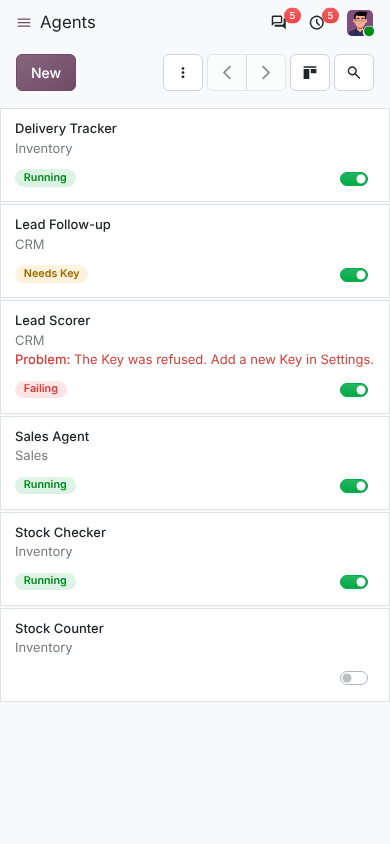 Agents
5
5
New
Delivery Tracker
Inventory
Running
Lead Follow-up
CRM
Needs Key
Lead Scorer
CRM
Problem: The Key was refused. Add a new Key in Settings.
Failing
Sales Agent
Sales
Running
Stock Checker
Inventory
Running
Stock Counter
Inventory